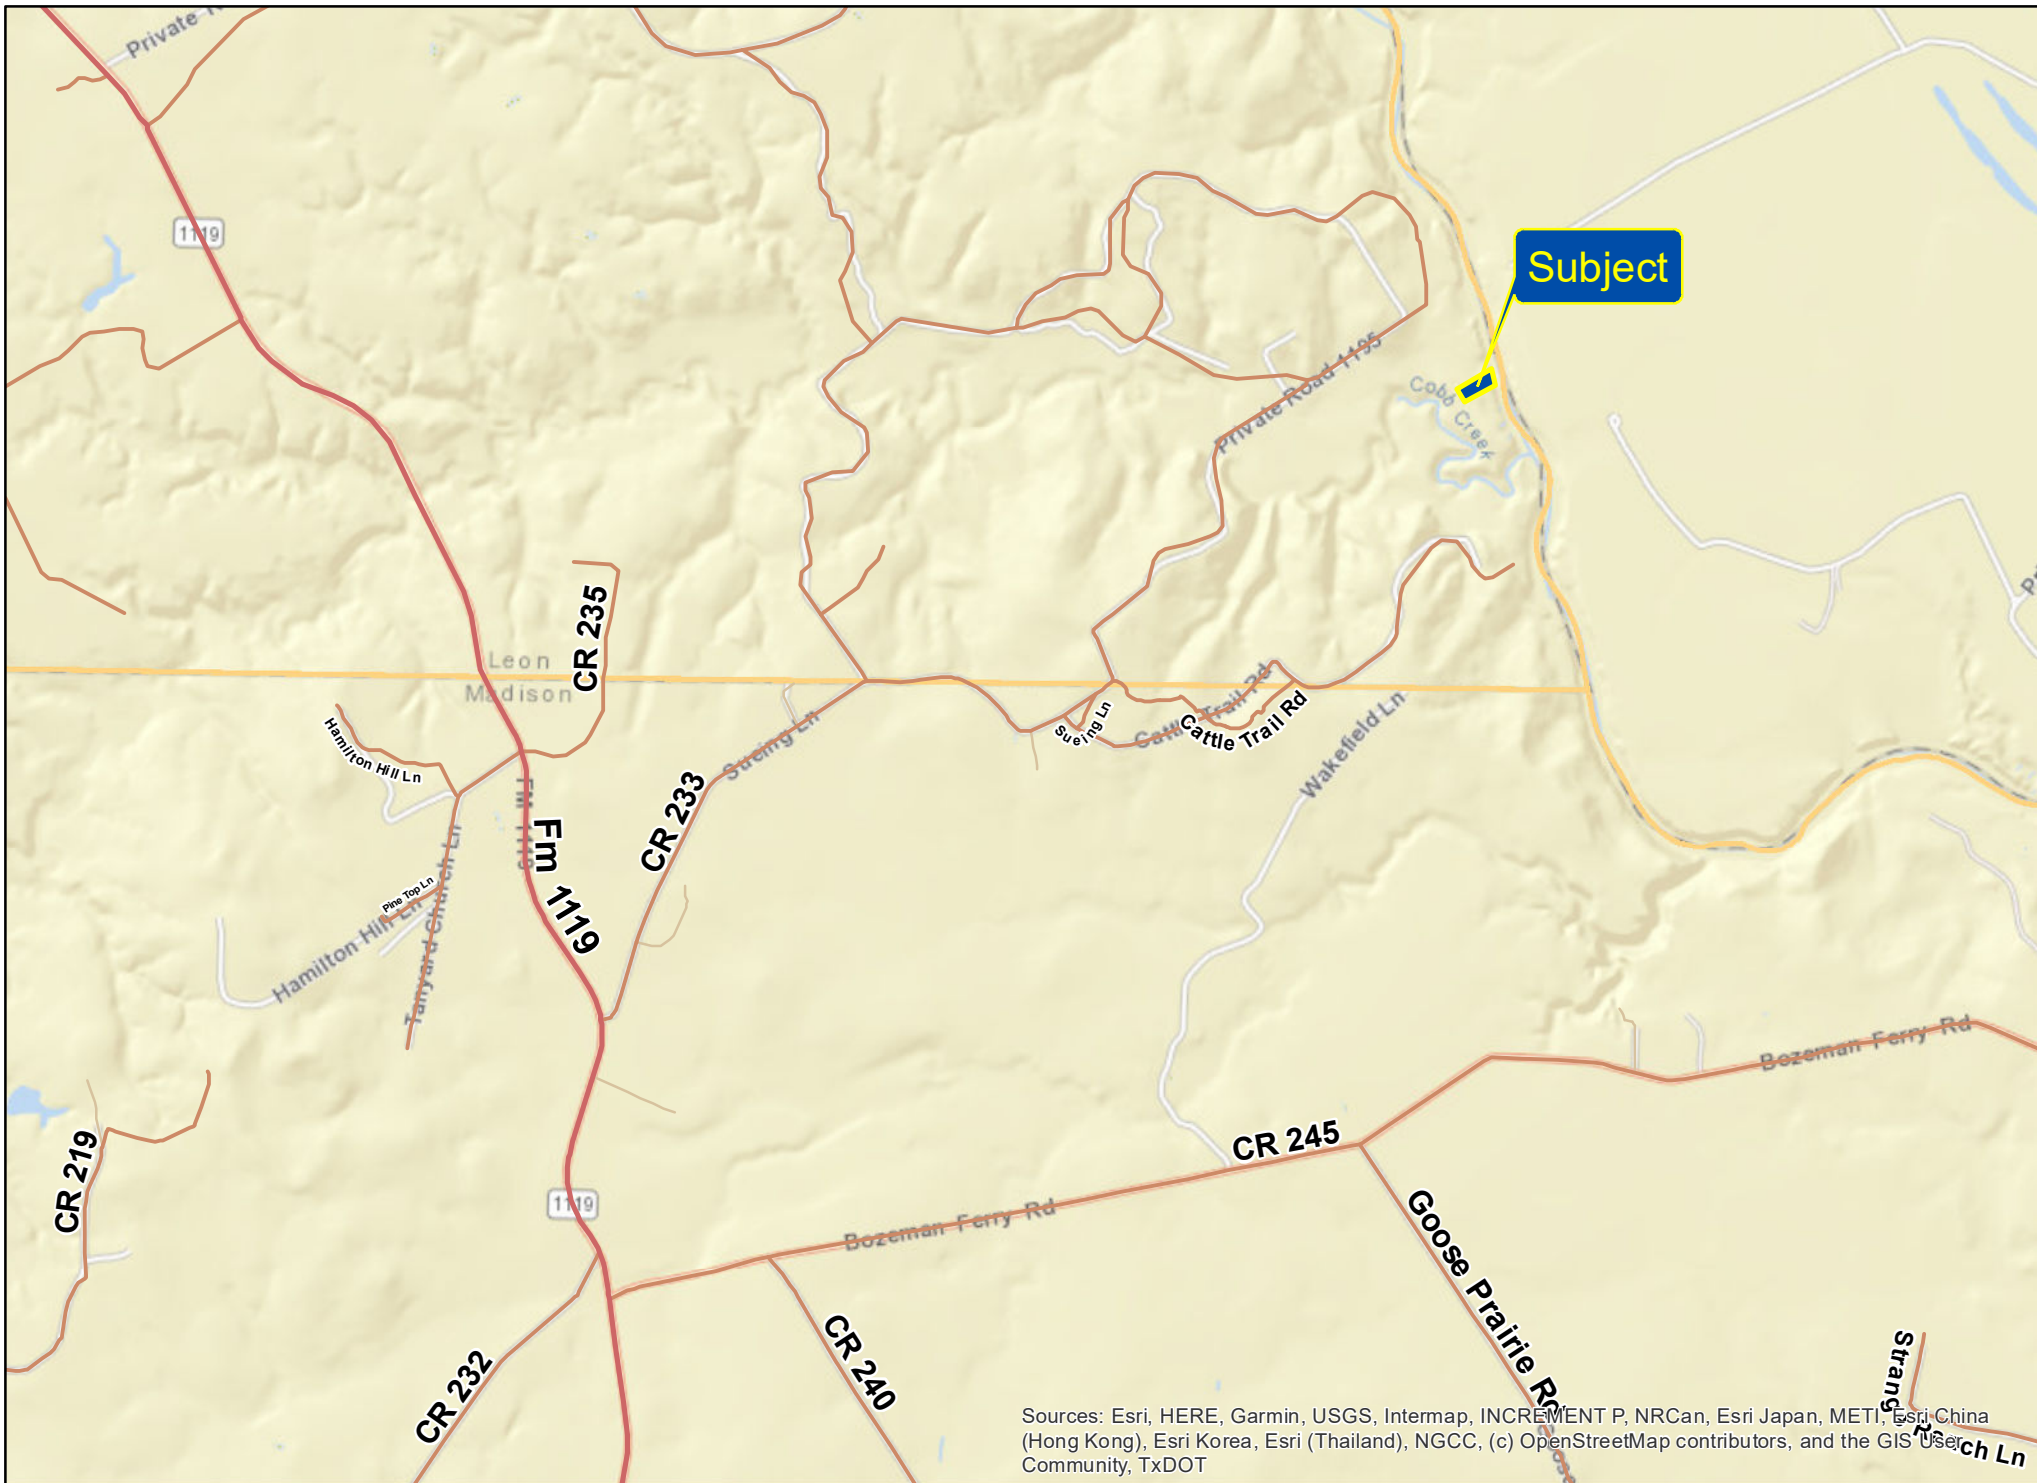 Private
1119
Subject
Private Road 1195
Cobb Creek
CR 235
Leon
Madison
Cattle Trail Rd
Cattle Trail Rd
Sueing Ln
Sueing Ln
Wakefield Ln
Hamilton Hill Ln
CR 233
FM 1119
Fm 1119
Pine Top Ln
Hamilton Hill Ln
Tanyard Church Ln
Bozeman Ferry Rd
CR 219
CR 245
1119
Bozeman Ferry Rd
Goose Prairie Rd
CR 240
CR 232
Ln
Sources: Esri, HERE, Garmin, USGS, Intermap, INCREMENT P, NRCan, Esri Japan, METI, Esri China
(Hong Kong), Esri Korea, Esri (Thailand), NGCC, (c) OpenStreetMap contributors, and the GIS User
Community, TxDOT